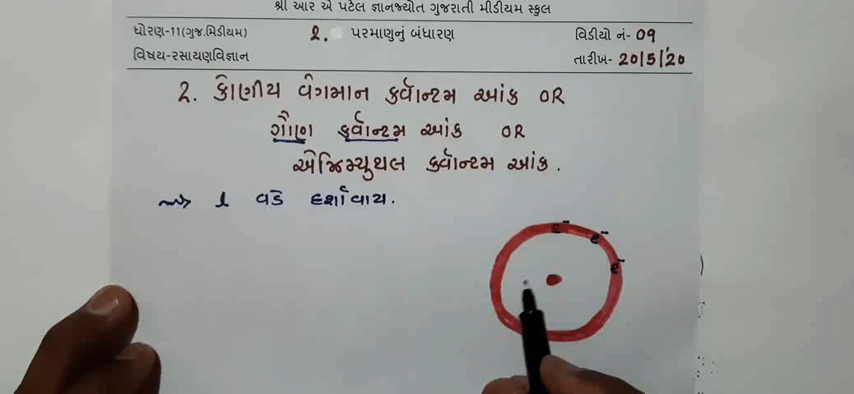 શ્રી આર એ પટેલ જ્ઞાનજ્યોત ગુજરાતી મીડીયમ સ્કુલ
ધોરણ-11(ગુજ.મિડીયમ) 2. પરમાણુનું બંધારણ વિડીયો નં- 09
વિષય-રસાયણવિજ્ઞાન તારીખ- 20/5/'20
2. કોણીય વેગમાન ક્વૉન્ટમ આંક OR
ગૌણ ક્વૉન્ટમ આંક OR
એઝિમ્યુથલ ક્વૉન્ટમ આંક.
l વડે દર્શાવાય.
e⁻ e⁻ e⁻